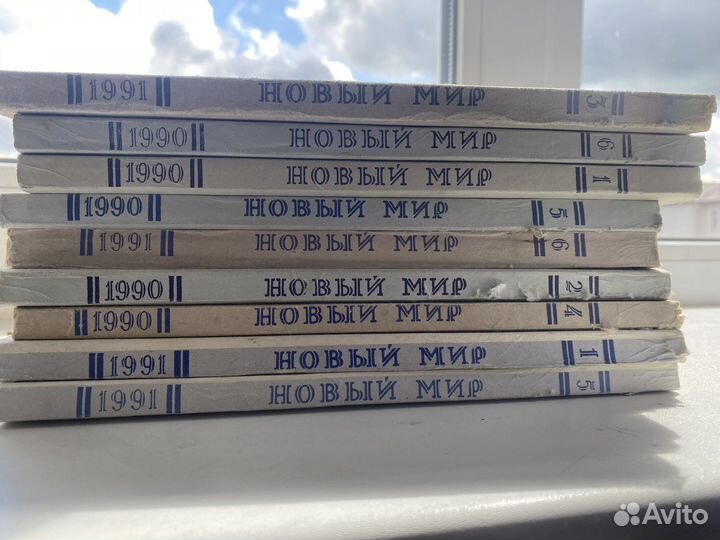 1991 НОВЫЙ МИР 3
1990 НОВЫЙ МИР 6
1990 НОВЫЙ МИР 1
1990 НОВЫЙ МИР 5
1991 НОВЫЙ МИР 6
1990 НОВЫЙ МИР 2
1990 НОВЫЙ МИР 4
1991 НОВЫЙ МИР 1
1991 НОВЫЙ МИР 5
Avito